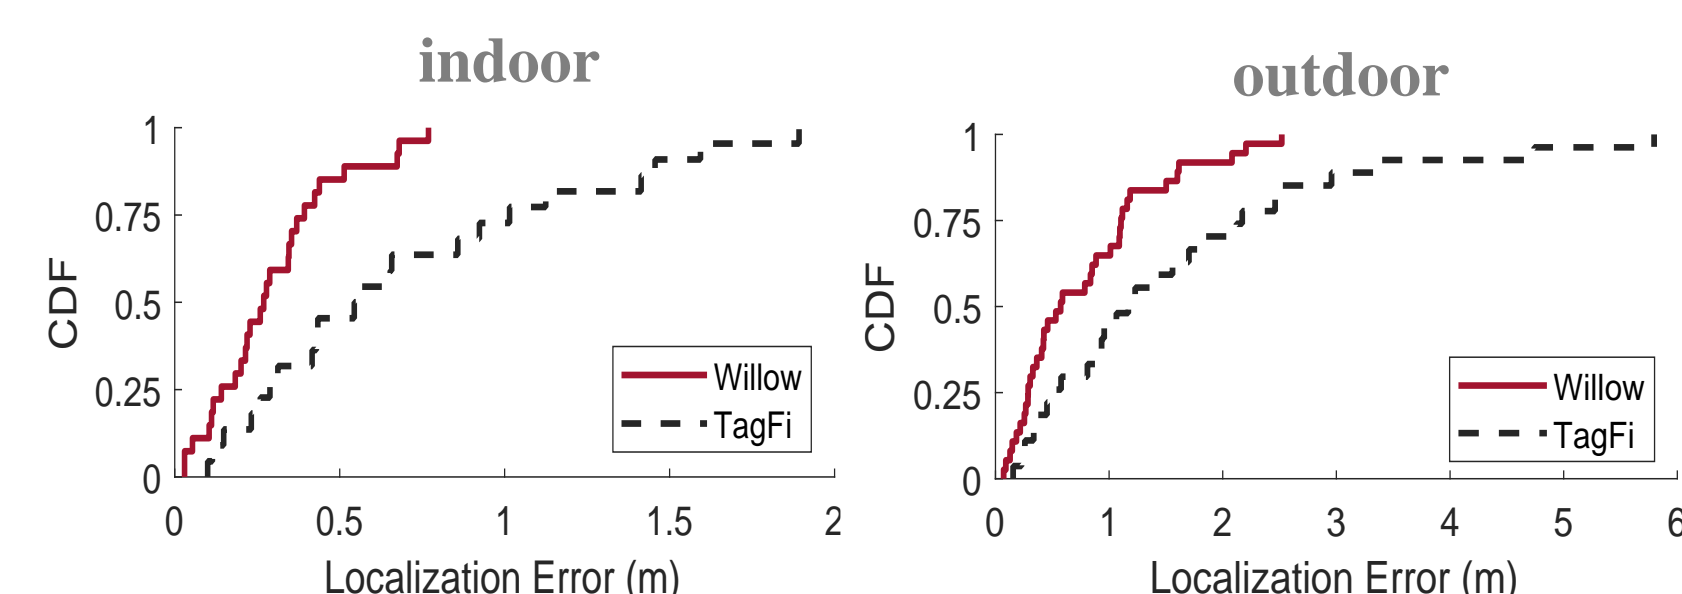 indoor
1
0.75
0.5
0.25
0
CDF
Willow
TagFi
0 0.5 1 1.5 2
Localization Error (m)
outdoor
1
0.75
0.5
0.25
0
CDF
Willow
TagFi
0 1 2 3 4 5 6
Localization Error (m)